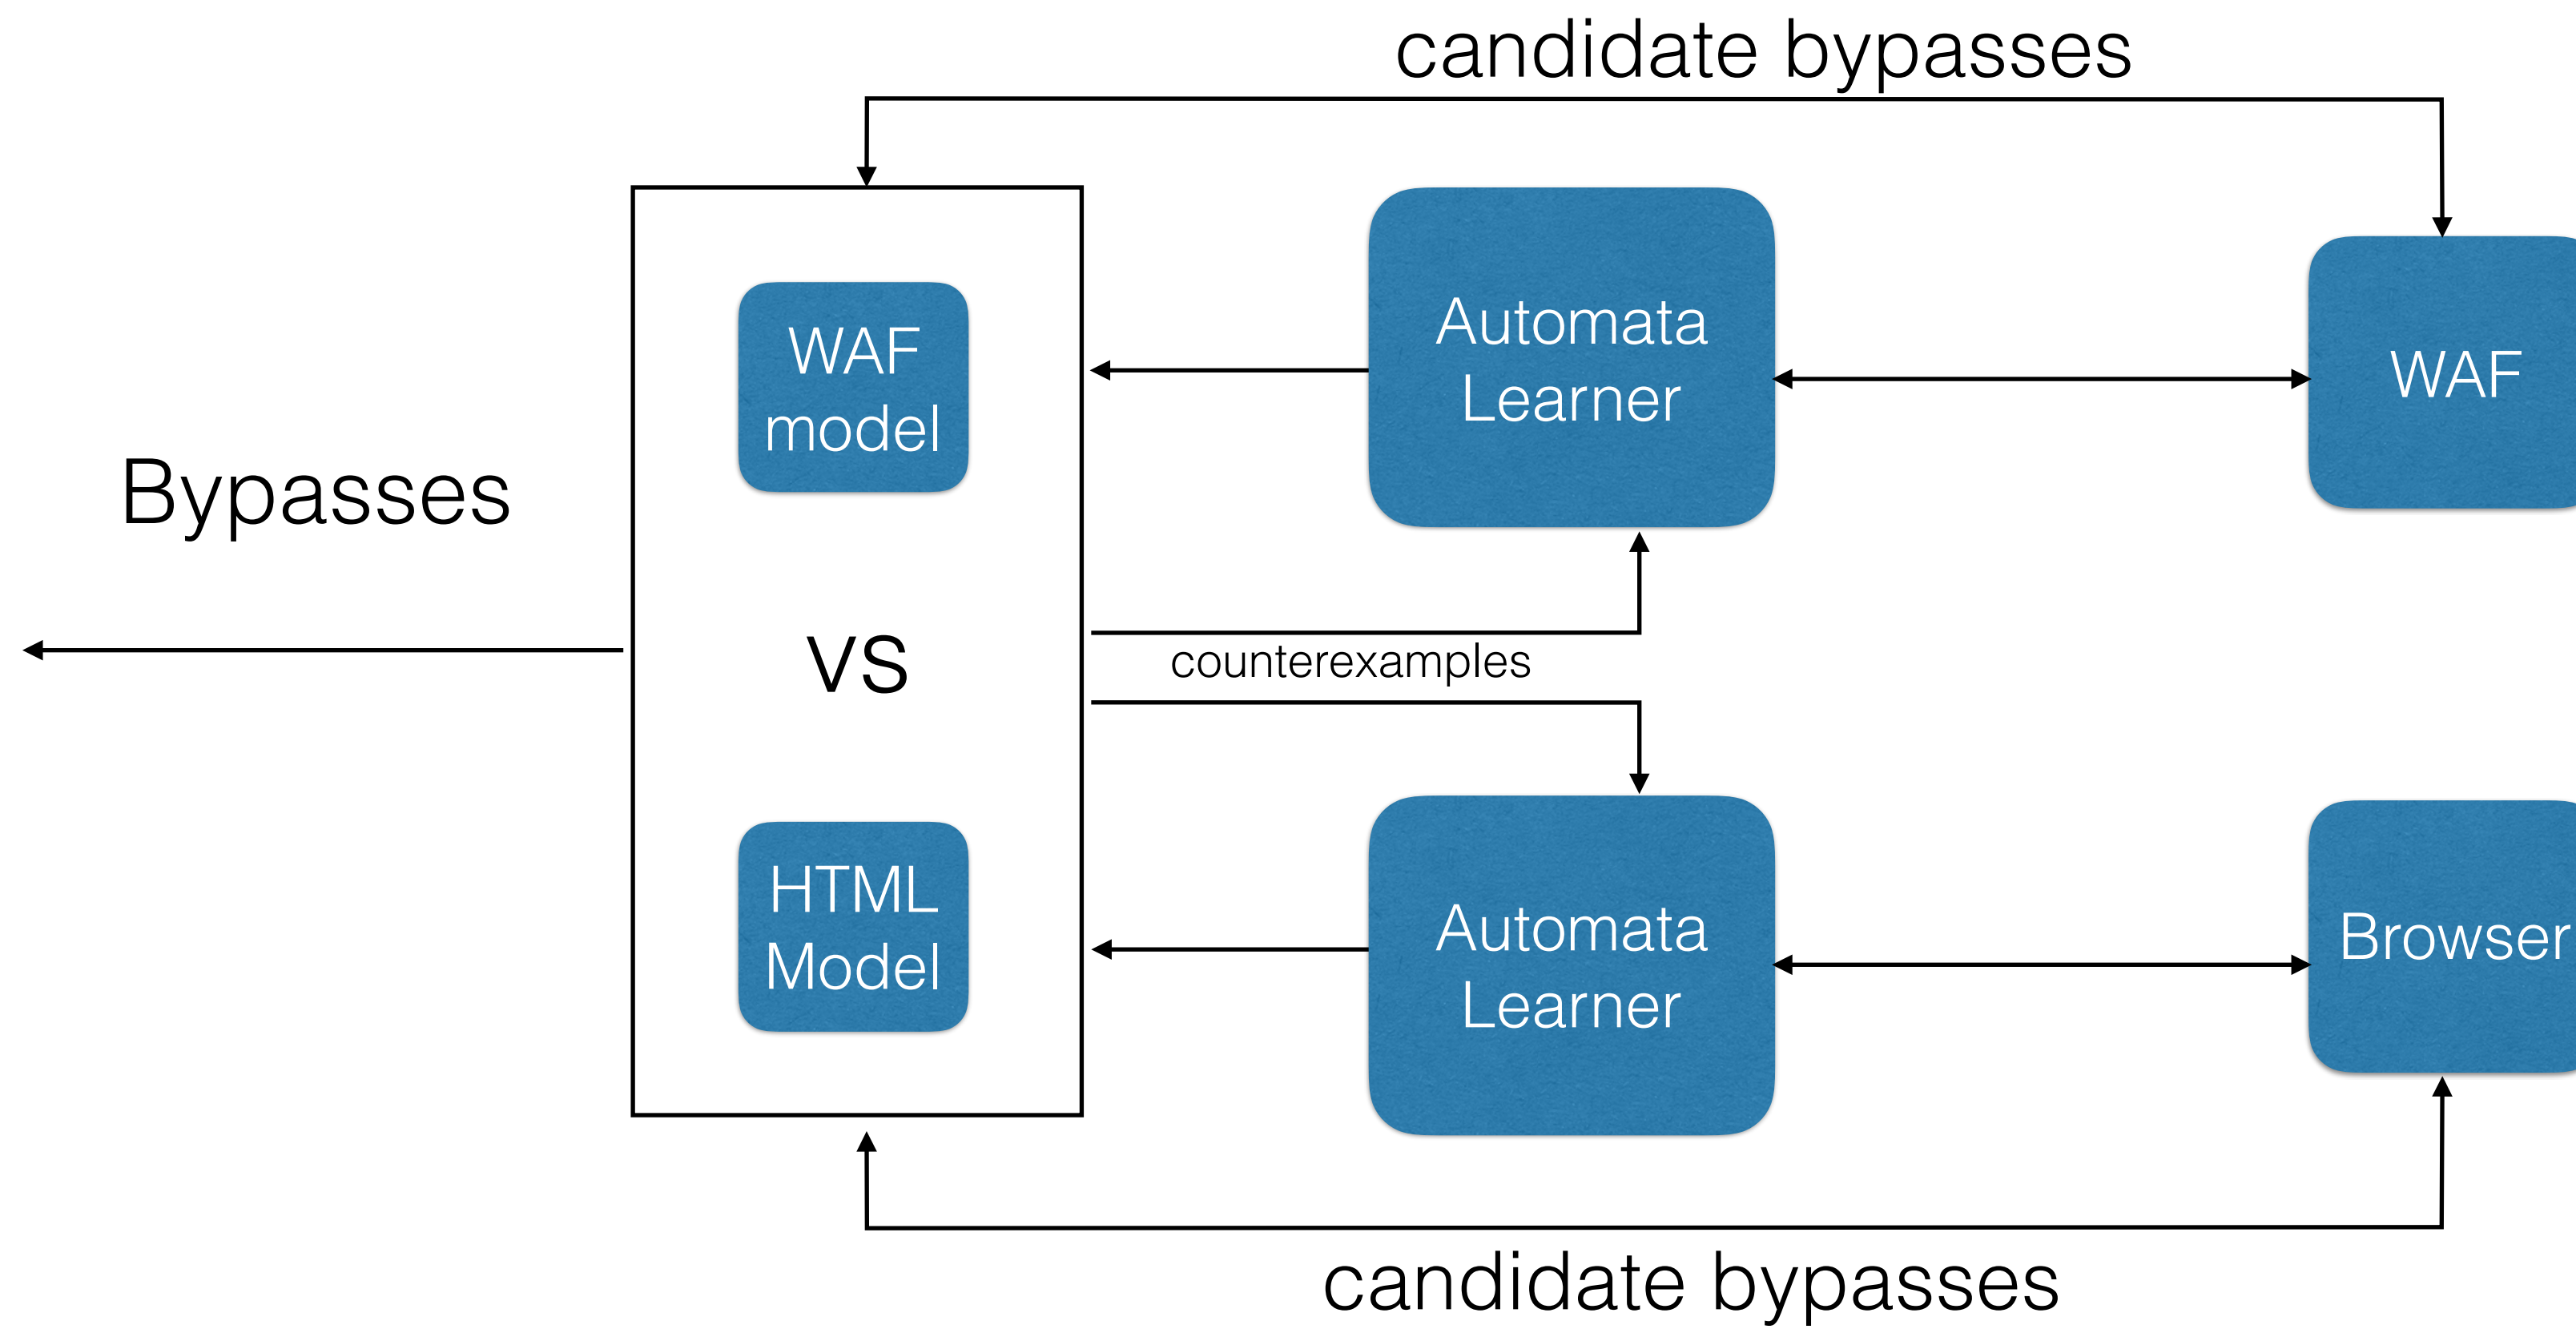 candidate bypasses
WAF
model
Automata
Learner
WAF
Bypasses
vs
counterexamples
HTML
Model
Automata
Learner
Browser
candidate bypasses